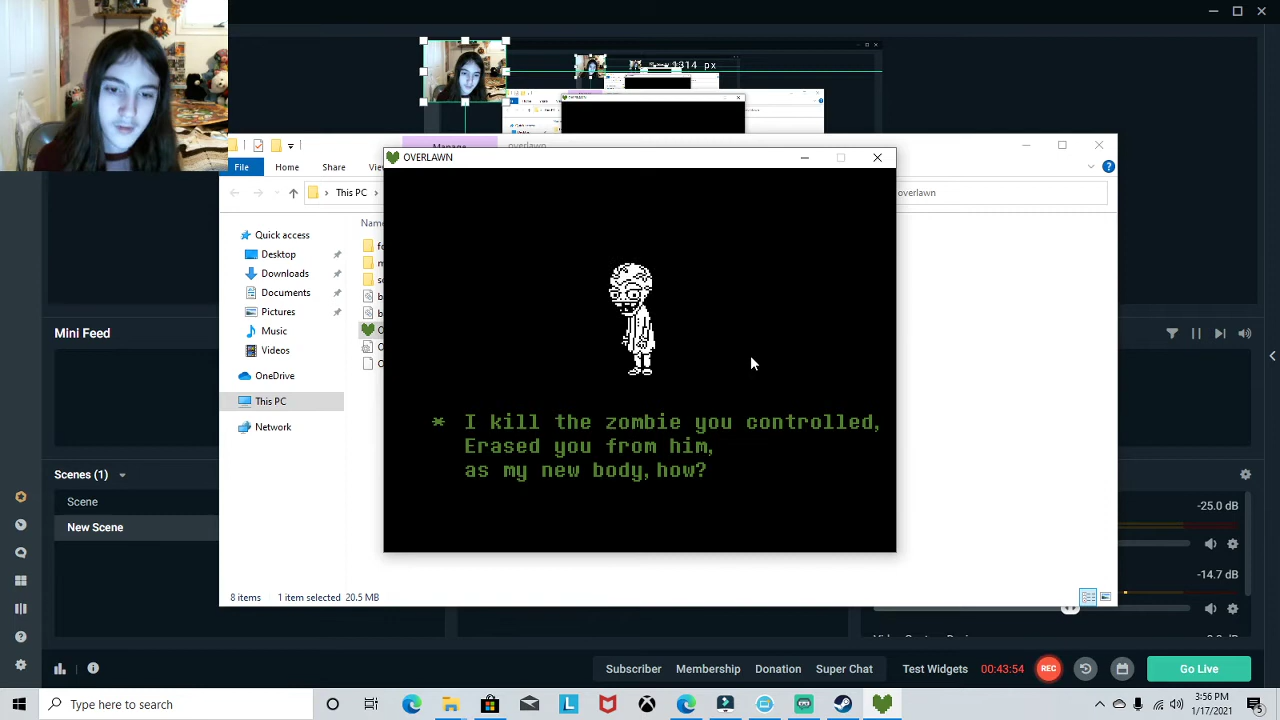 1314 px
Manage
overlawn
OVERLAWN
File
Home
Share
This PC
overlawn
Quick access
Desktop
Downloads
Documents
Pictures
Music
Videos
OneDrive
This PC
Network
Mini Feed
* I kill the zombie you controlled,
Erased you from him,
as my new body, how?
Scenes (1)
Scene
New Scene
-25.0 dB
-14.7 dB
8 items
1 item selected
20.5 MB
Subscriber
Membership
Donation
Super Chat
Test Widgets
00:43:54
REC
Go Live
Type here to search
3:56 PM
1/17/2021